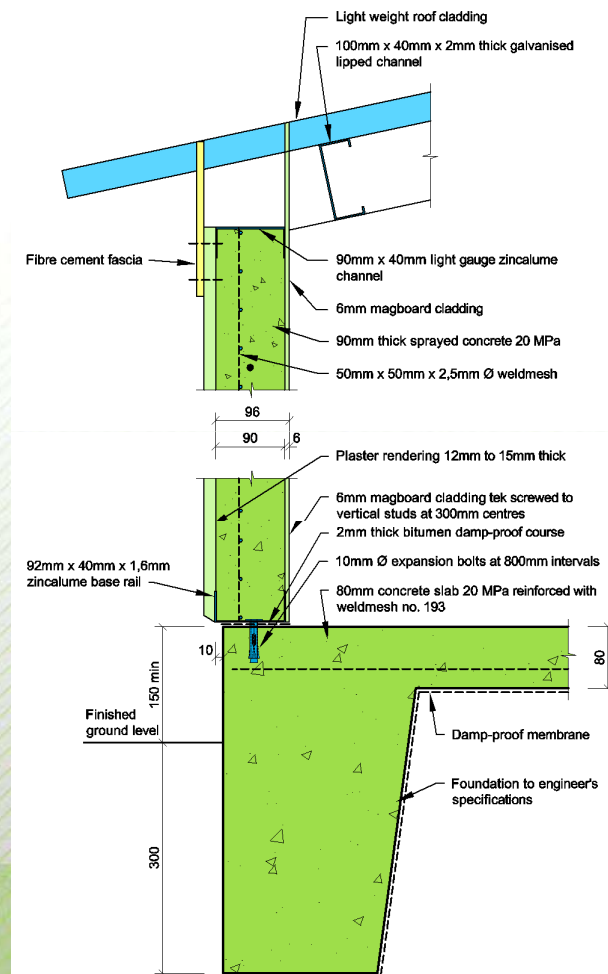 Light weight roof cladding
100mm x 40mm x 2mm thick galvanised
lipped channel
Fibre cement fascia
90mm x 40mm light gauge zincalume
channel
6mm magboard cladding
90mm thick sprayed concrete 20 MPa
50mm x 50mm x 2,5mm Ø weldmesh
96
90
6
Plaster rendering 12mm to 15mm thick
6mm magboard cladding tek screwed to
vertical studs at 300mm centres
2mm thick bitumen damp-proof course
92mm x 40mm x 1,6mm
zincalume base rail
10mm Ø expansion bolts at 800mm intervals
80mm concrete slab 20 MPa reinforced with
weldmesh no. 193
10
150 min
80
Finished
ground level
Damp-proof membrane
Foundation to engineer's
specifications
300